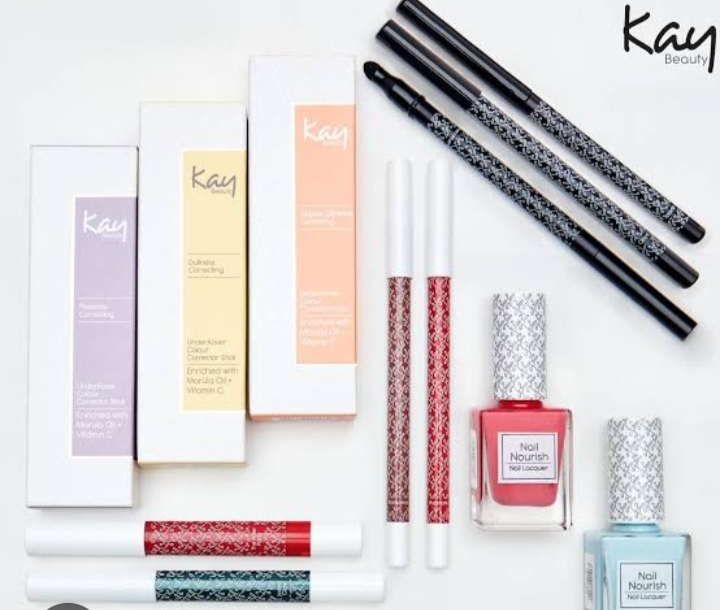 Kay
Beauty
Kay
Beauty
Correcting
UnderKover
Colour
Corrector Stick
Enriched with
Marula Oil +
Vitamin C
Kay
Beauty
Dullness
Correcting
UnderKover
Colour
Corrector Stick
Enriched with
Marula Oil +
Vitamin C
Kay
Beauty
Correcting
UnderKover
Colour
Corrector Stick
Enriched with
Marula Oil +
Vitamin C
Nail
Nourish
Nail Lacquer
Nail
Nourish
Nail Lacquer